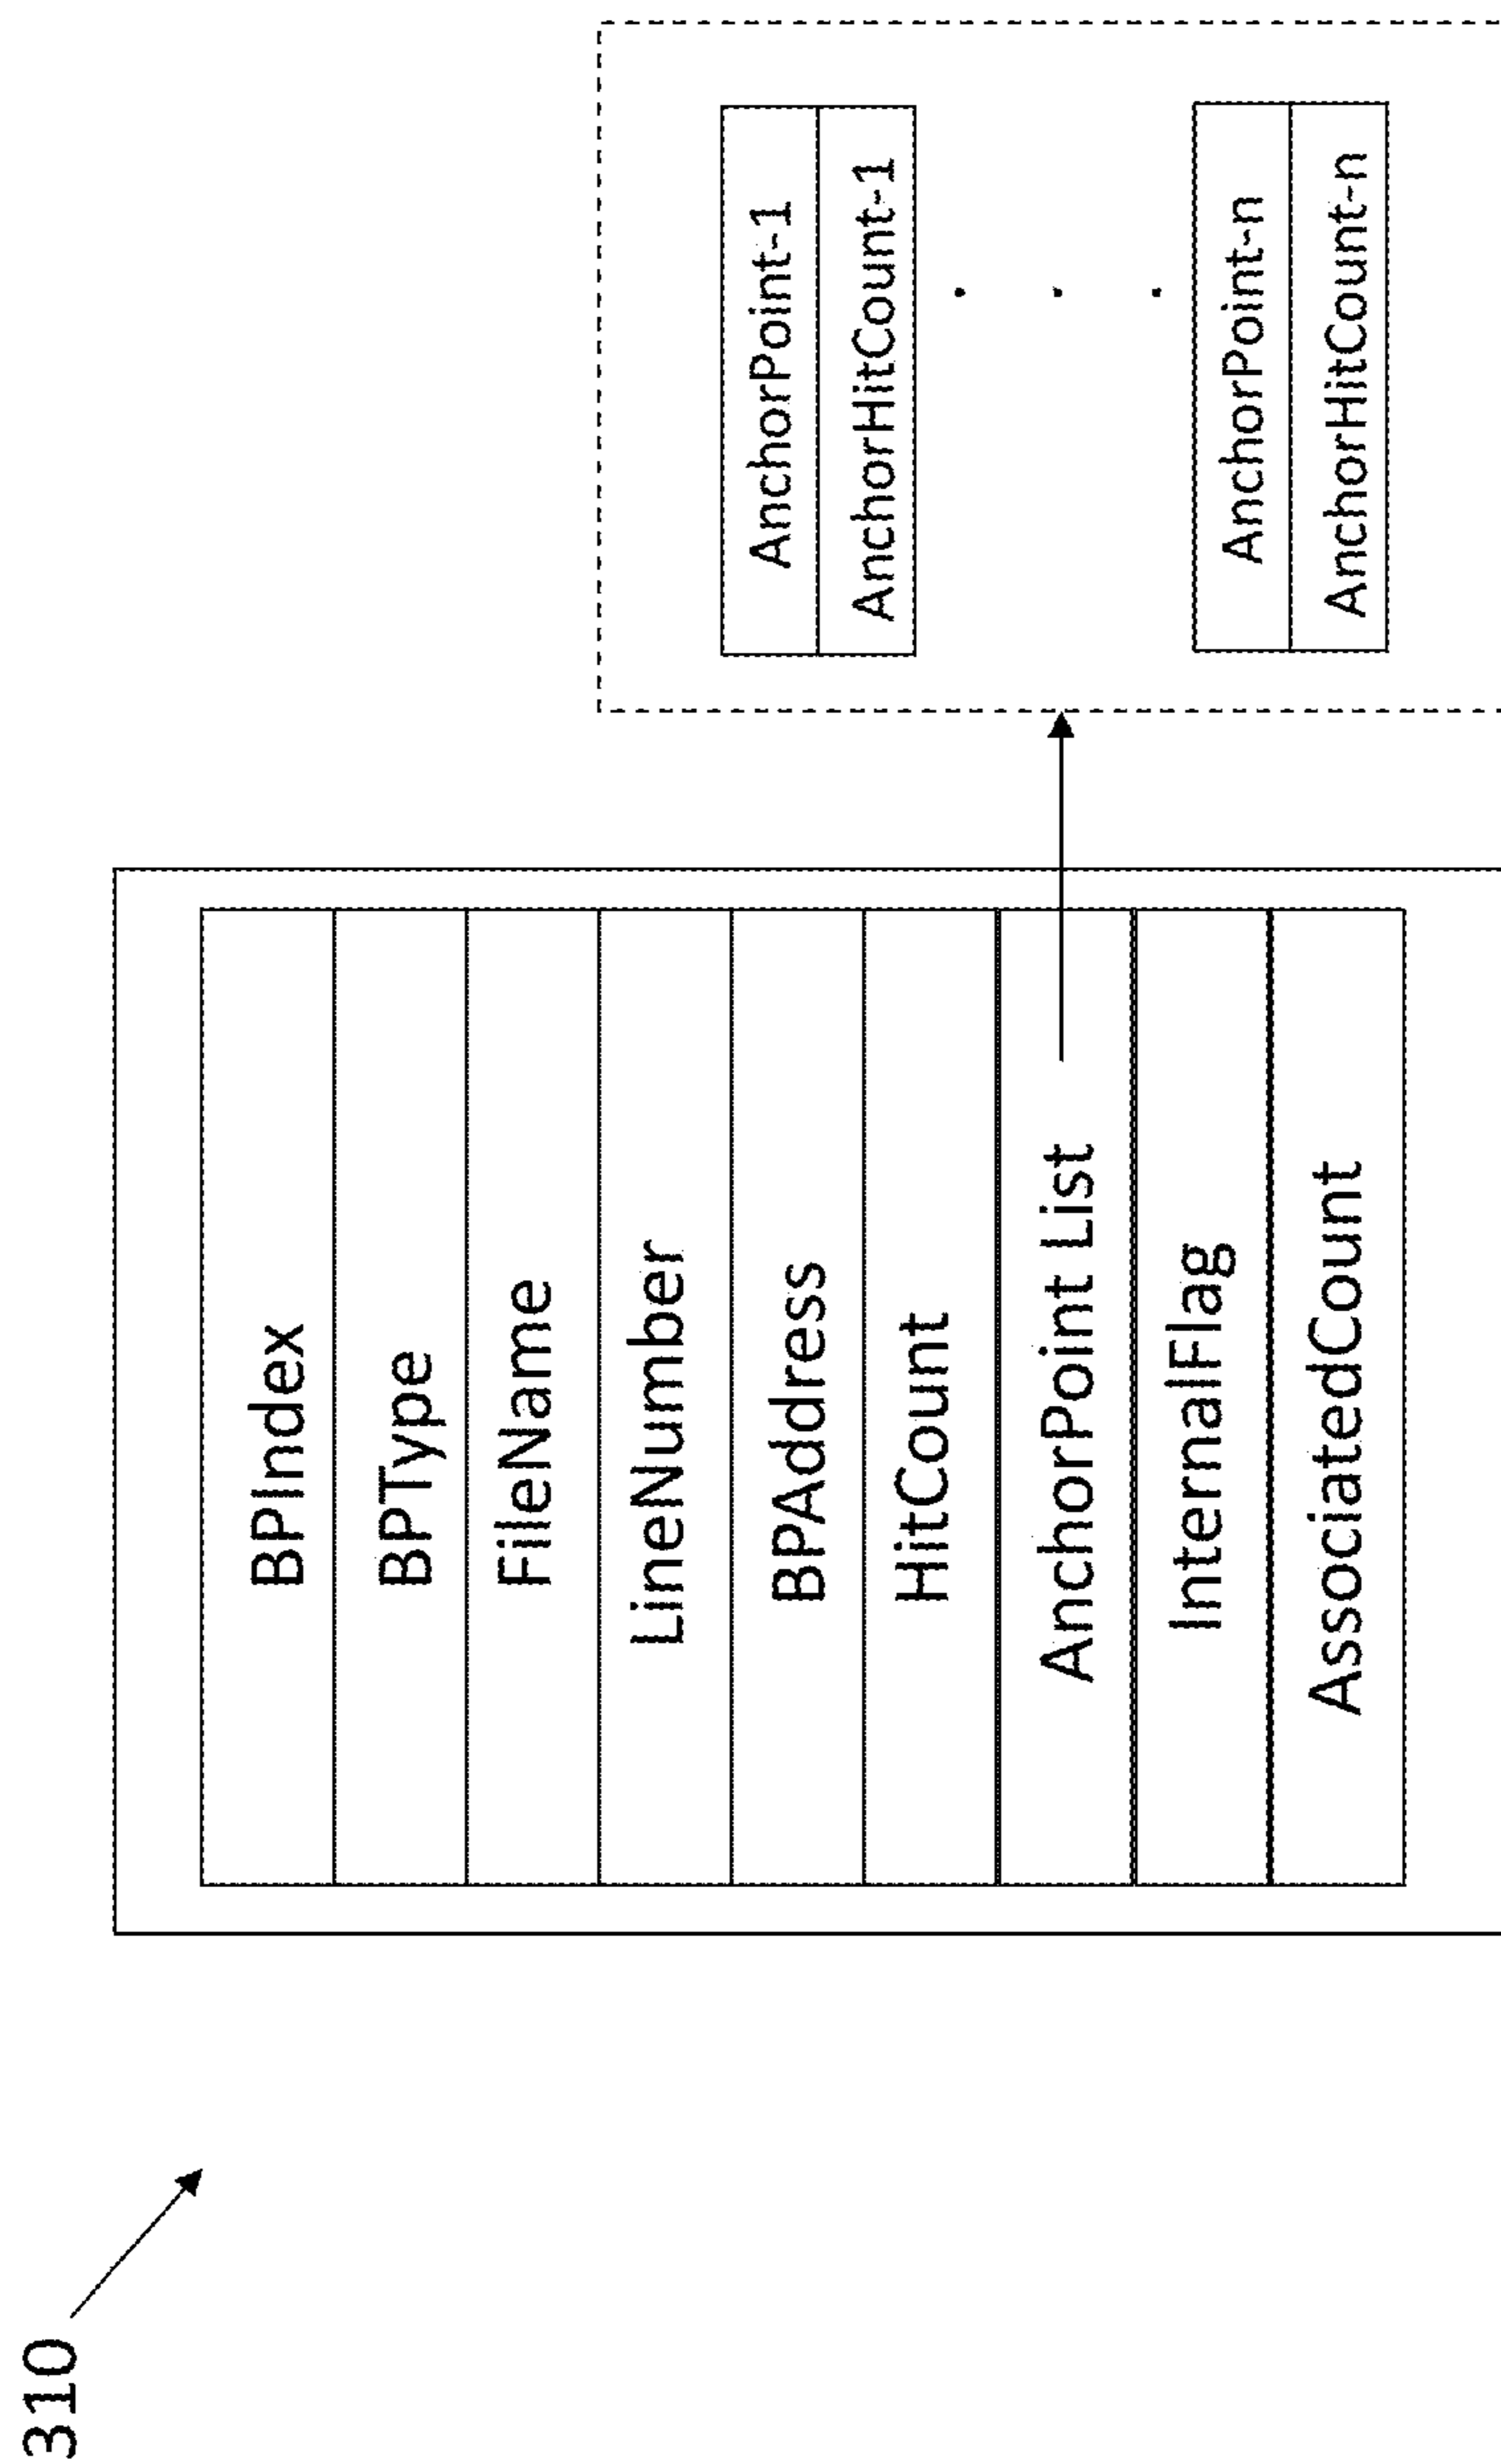 310
BPIndex
BPType
FileName
LineNumber
BPAddress
HitCount
AnchorPoint List
InternalFlag
AssociatedCount
AnchorPoint-1
AnchorHitCount-1
AnchorPoint-n
AnchorHitCount-n